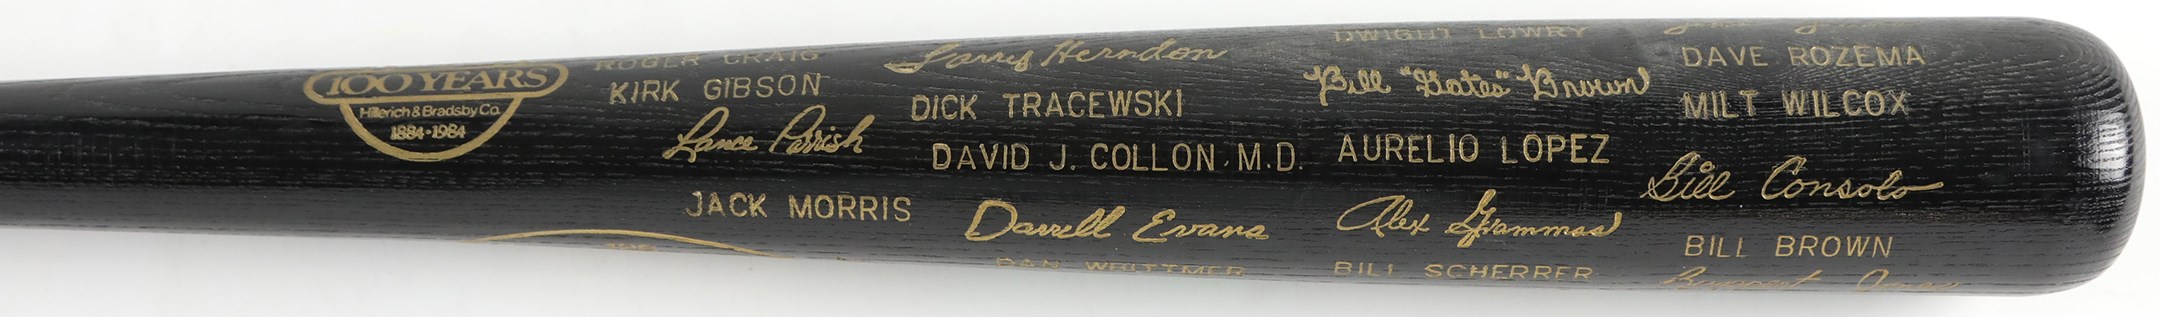 100 YEARS
Hillerich & Bradsby Co.
1884 • 1984
ROGER CRAIG
KIRK GIBSON
Lance Parrish
JACK MORRIS
Larry Herndon
DICK TRACEWSKI
DAVID J. COLLON, M.D.
Darrell Evans
DAN WHITTMER
DWIGHT LOWRY
Bill "Gates" Brown
AURELIO LOPEZ
Alex Grammas
BILL SCHERRER
DAVE ROZEMA
MILT WILCOX
Bill Consolo
BILL BROWN